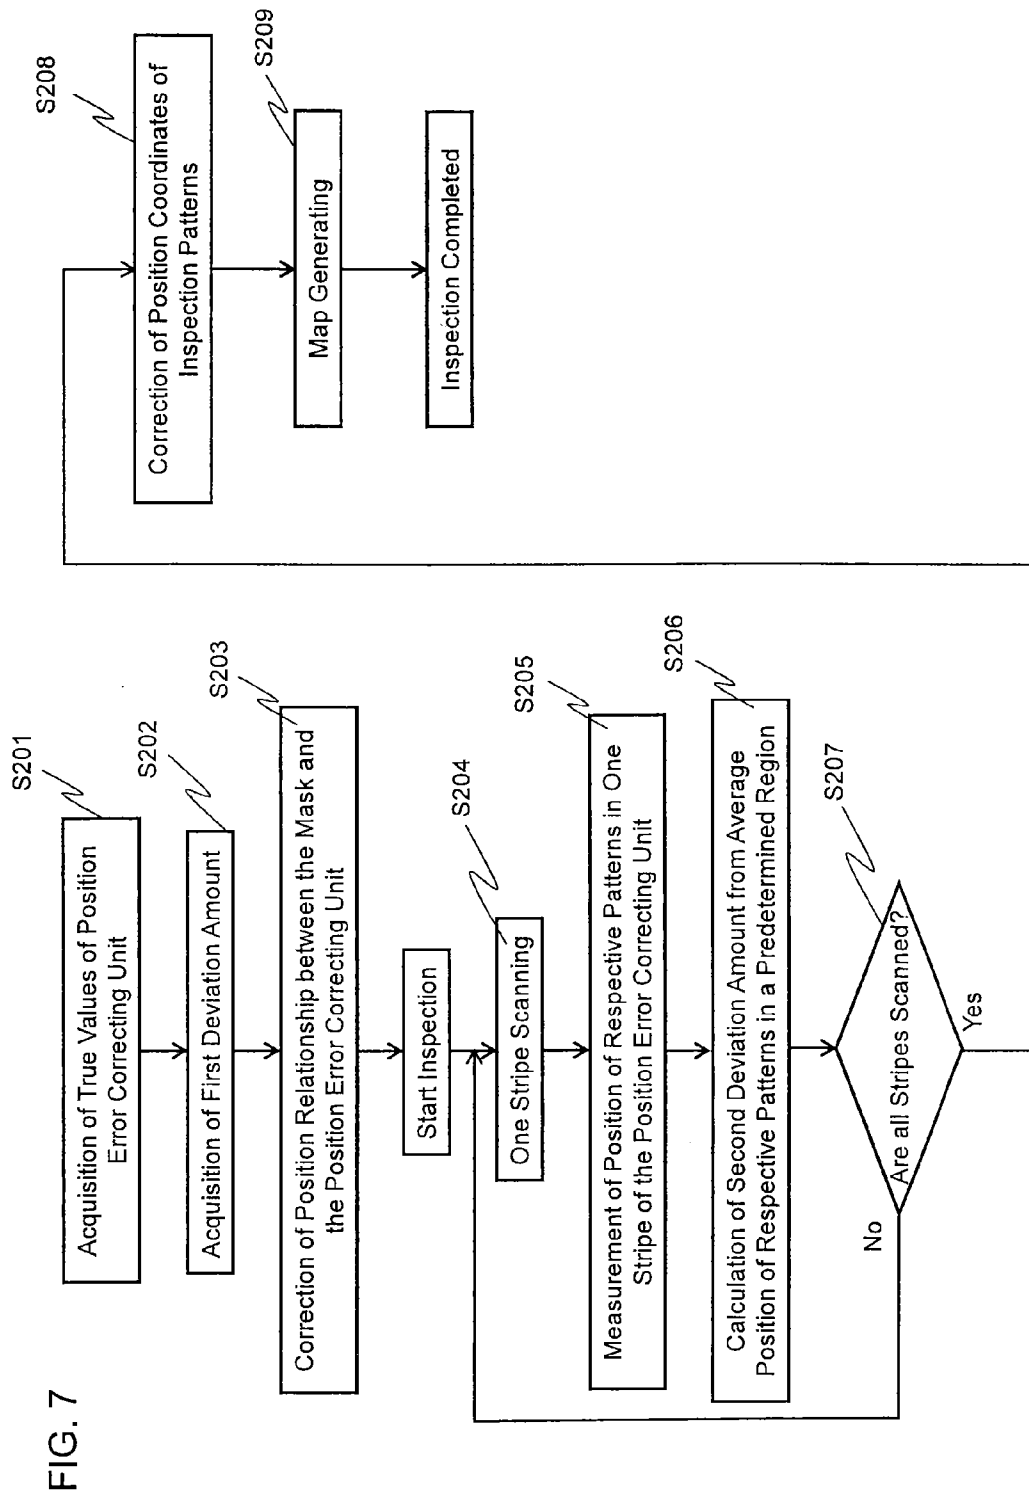 FIG. 7
S201
Acquisition of True Values of Position
Error Correcting Unit
S202
Acquisition of First Deviation Amount
S203
Correction of Position Relationship between the Mask and
the Position Error Correcting Unit
Start Inspection
S204
One Stripe Scanning
S205
Measurement of Position of Respective Patterns in One
Stripe of the Position Error Correcting Unit
S206
Calculation of Second Deviation Amount from Average
Position of Respective Patterns in a Predetermined Region
S207
Are all Stripes Scanned?
No
Yes
S208
Correction of Position Coordinates of
Inspection Patterns
S209
Map Generating
Inspection Completed